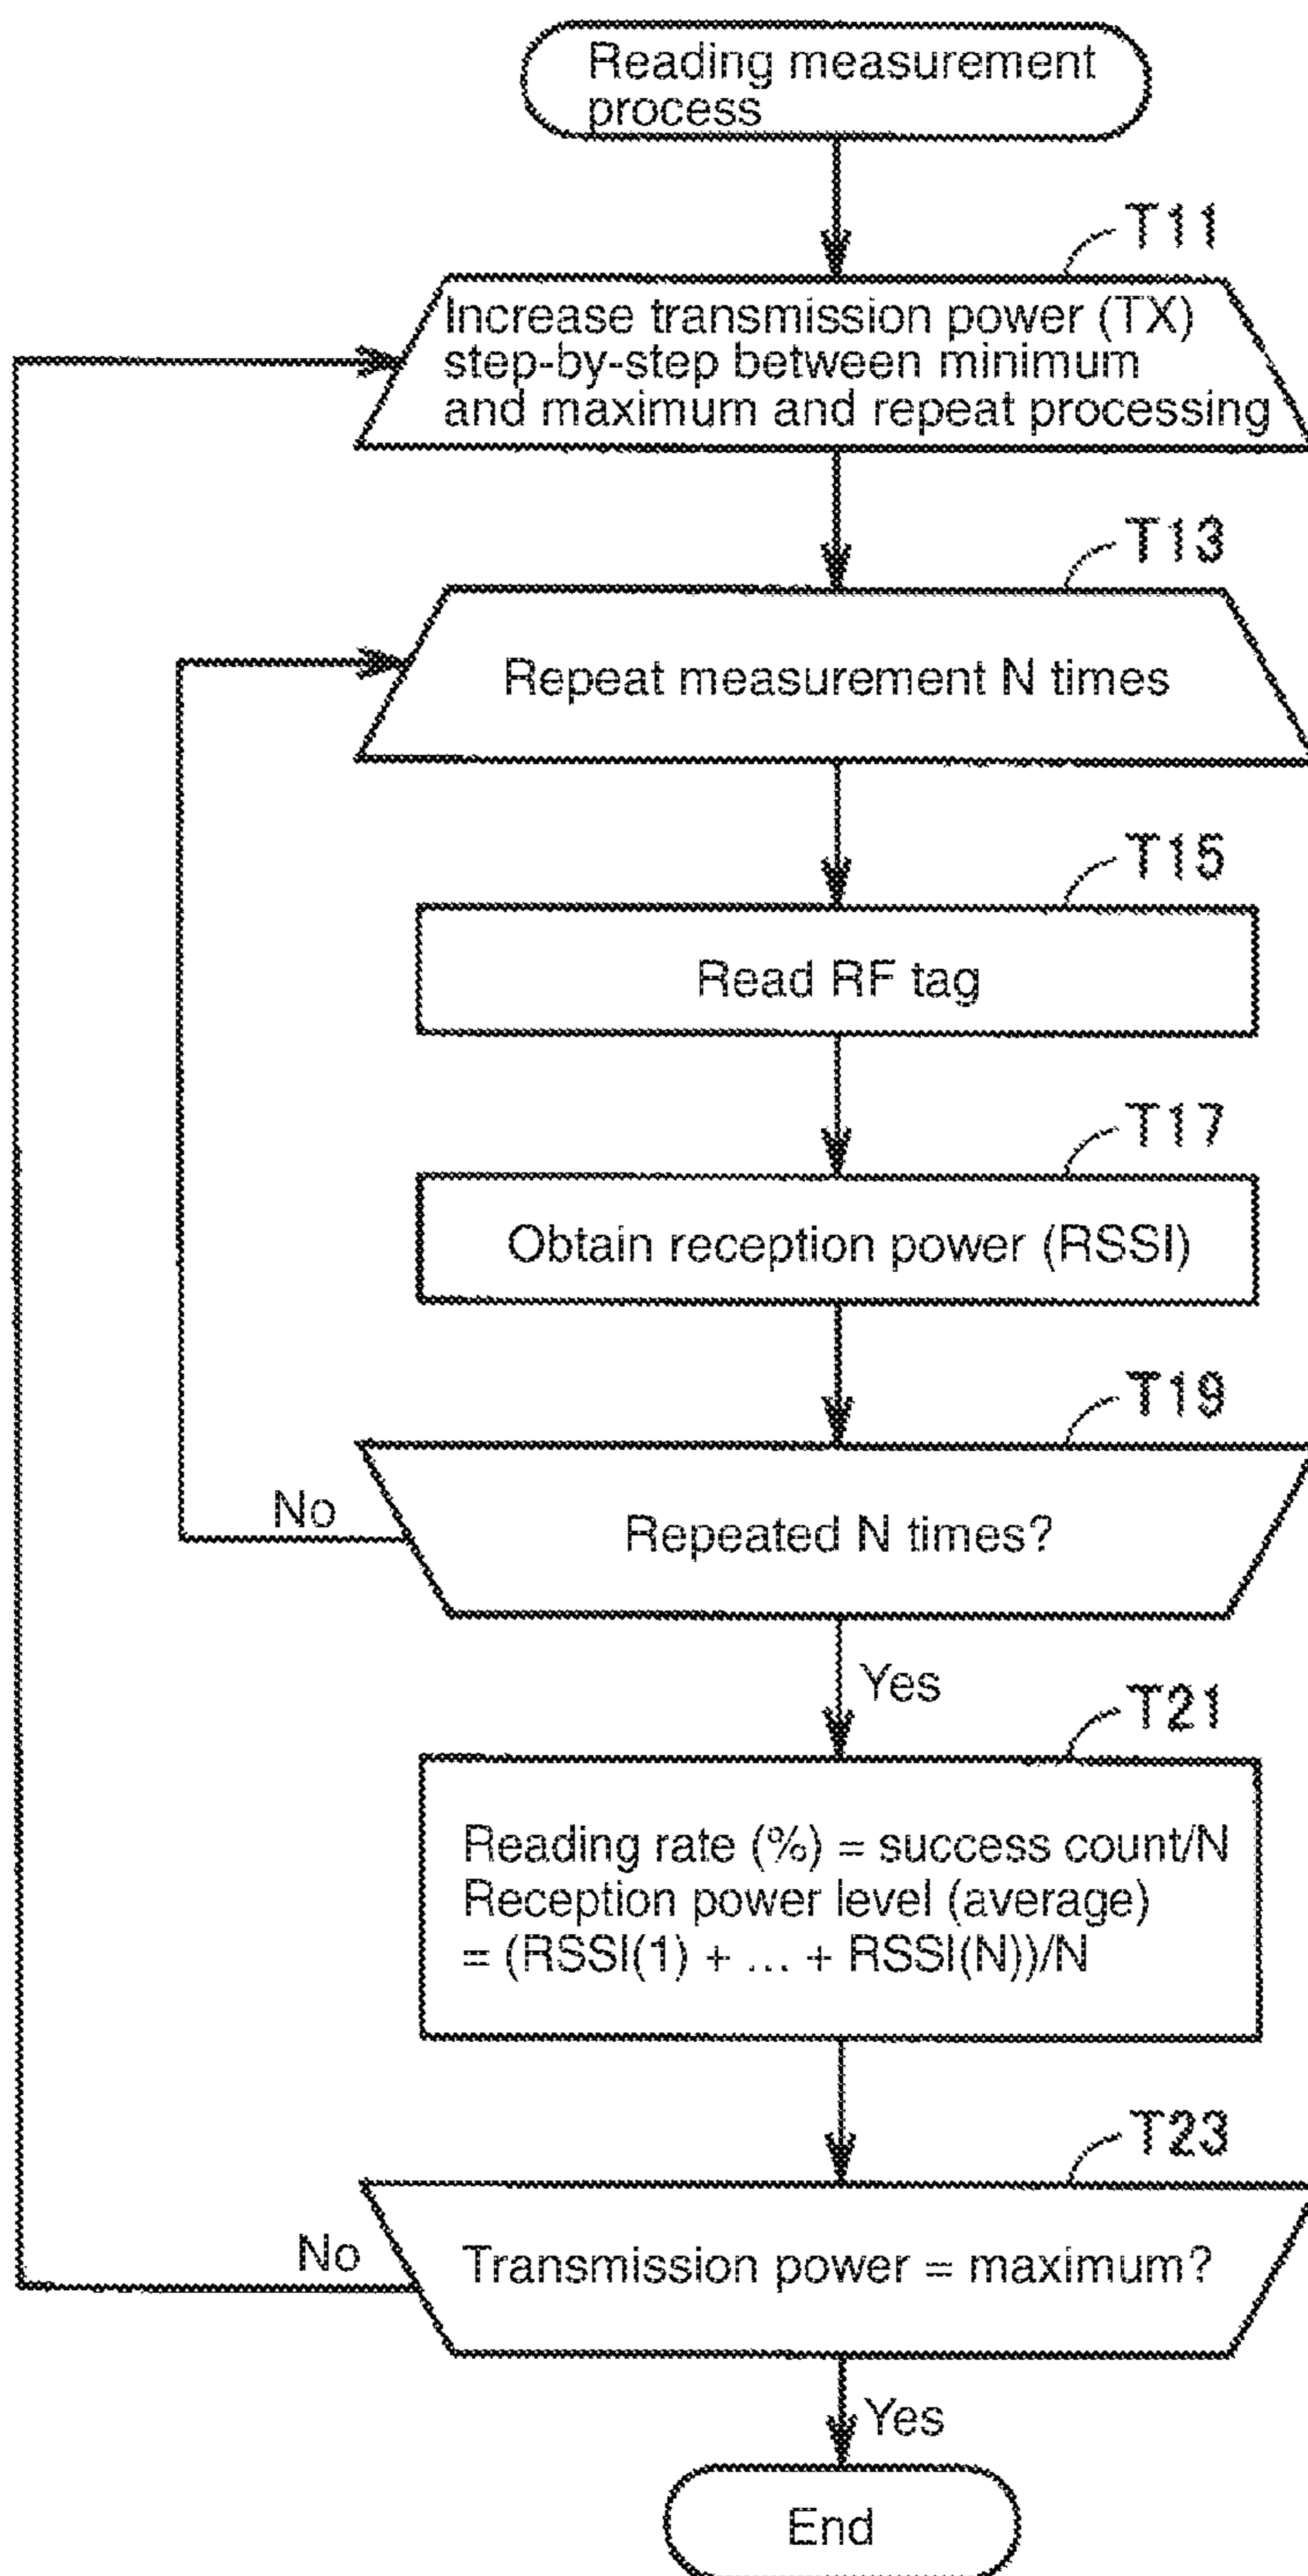 Reading measurement
process
T11
Increase transmission power (TX)
step-by-step between minimum
and maximum and repeat processing
T13
Repeat measurement N times
T15
Read RF tag
T17
Obtain reception power (RSSI)
T19
No
Repeated N times?
Yes
T21
Reading rate (%) = success count/N
Reception power level (average)
= (RSSI(1) + ... + RSSI(N))/N
T23
No
Transmission power = maximum?
Yes
End